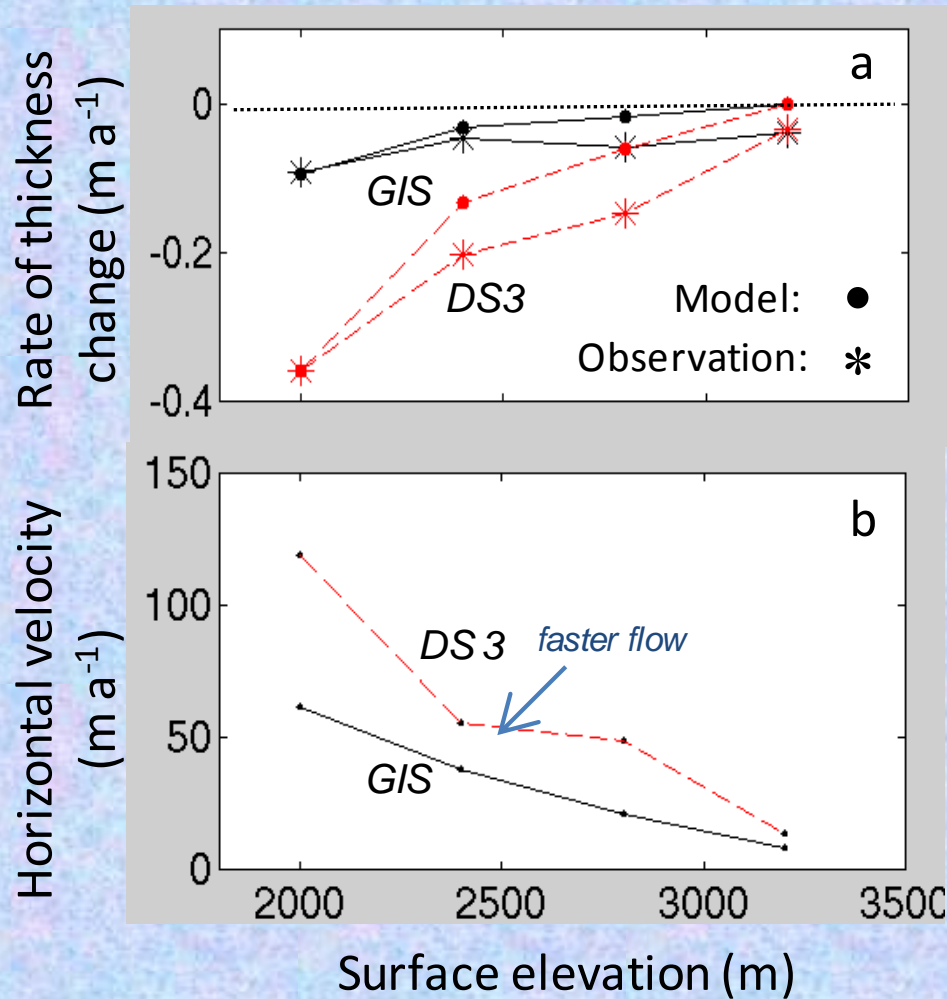 Rate of thickness
change (m a⁻¹)
a
0
-0.2
-0.4
GIS
DS3
Model: ●
Observation: *
Horizontal velocity
(m a⁻¹)
b
150
100
50
0
DS 3
faster flow
GIS
2000 2500 3000 3500
Surface elevation (m)